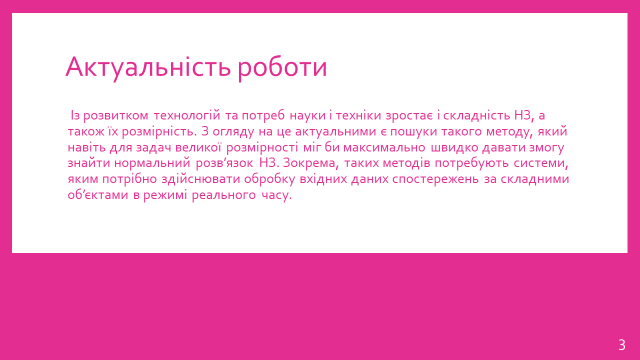 Актуальність роботи
Із розвитком технологій та потреб науки і техніки зростає і складність НЗ, а
також їх розмірність. З огляду на це актуальними є пошуки такого методу, який
навіть для задач великої розмірності міг би максимально швидко давати змогу
знайти нормальний розв’язок НЗ. Зокрема, таких методів потребують системи,
яким потрібно здійснювати обробку вхідних даних спостережень за складними
об’єктами в режимі реального часу.
3